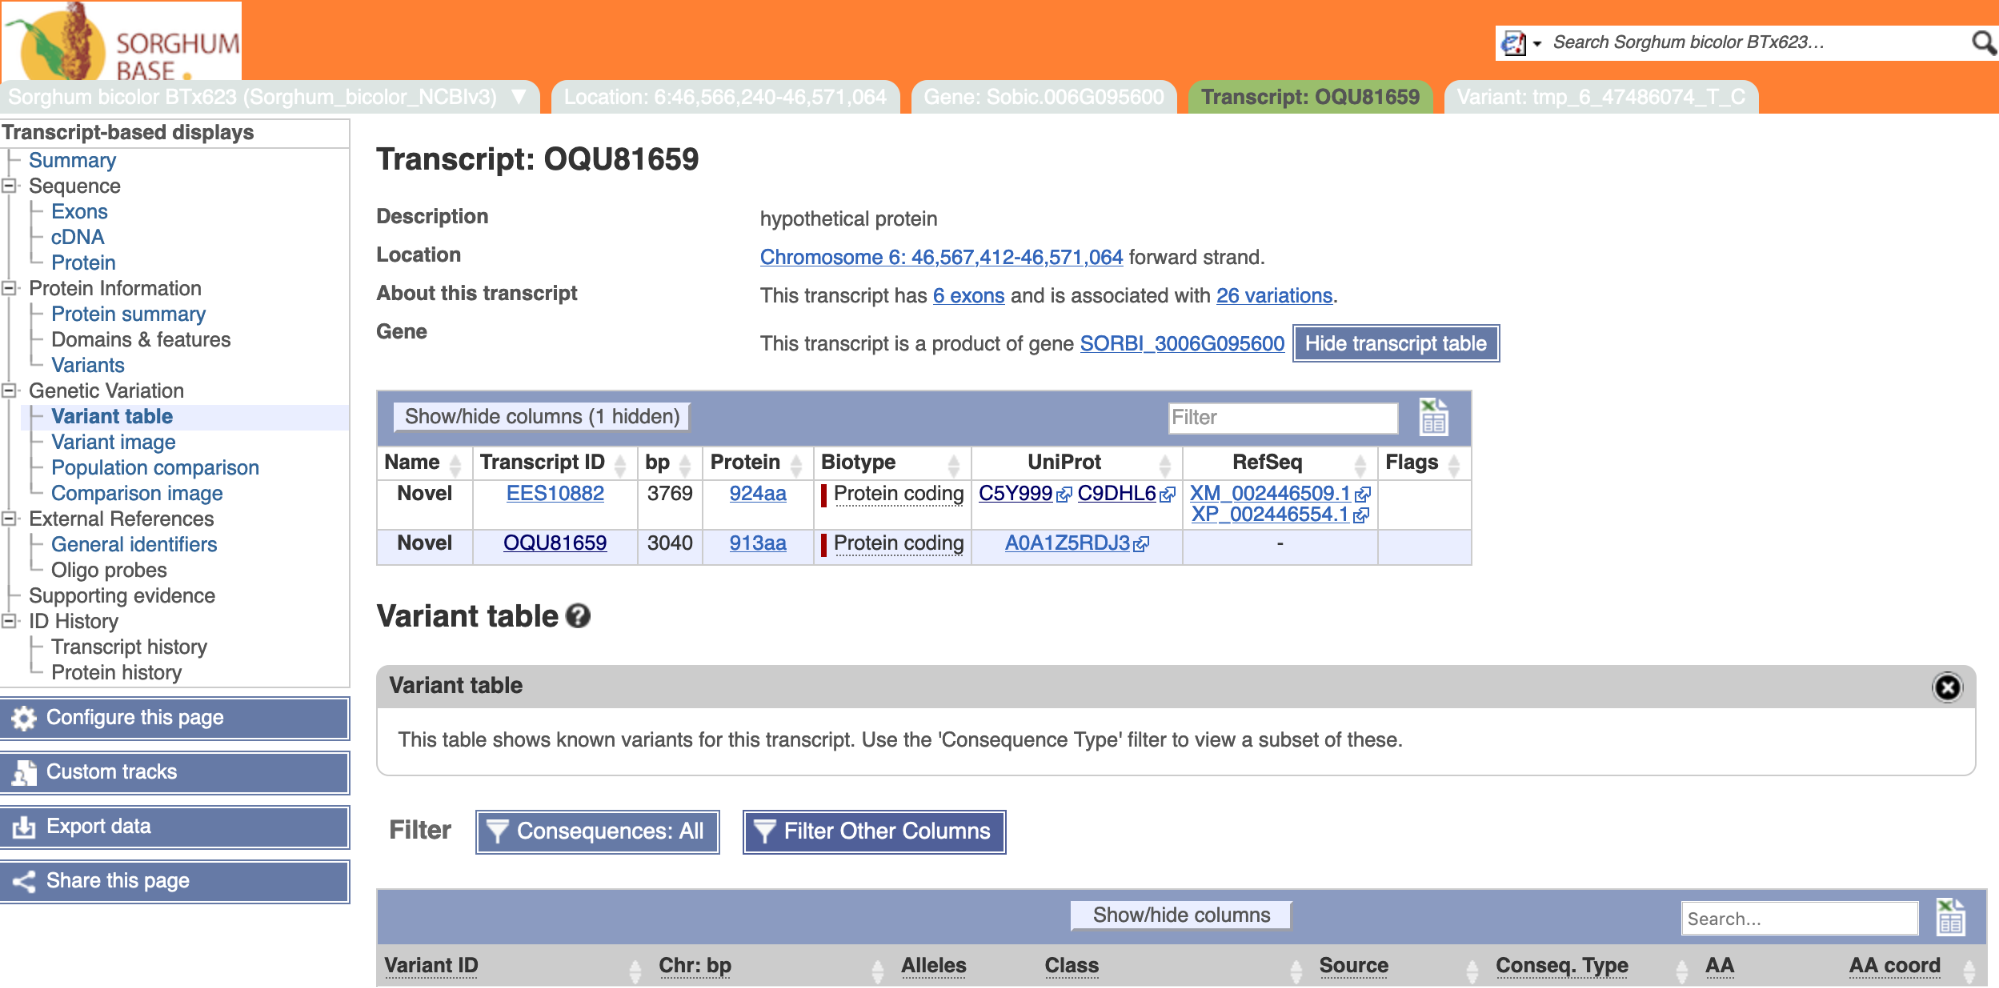 SORGHUM
BASE
Search Sorghum bicolor BTx623...
Sorghum bicolor BTx623 (Sorghum_bicolor_NCBIv3) ▼
Location: 6:46,566,240-46,571,064
Gene: Sobic.006G095600
Transcript: OQU81659
Variant: tmp_6_47486074_T_C
Transcript-based displays
Summary
Sequence
Exons
cDNA
Protein
Protein Information
Protein summary
Domains & features
Variants
Genetic Variation
Variant table
Variant image
Population comparison
Comparison image
External References
General identifiers
Oligo probes
Supporting evidence
ID History
Transcript history
Protein history
Configure this page
Custom tracks
Export data
Share this page
Transcript: OQU81659
Description hypothetical protein
Location Chromosome 6: 46,567,412-46,571,064 forward strand.
About this transcript This transcript has 6 exons and is associated with 26 variations.
Gene This transcript is a product of gene SORBI_3006G095600 Hide transcript table
Show/hide columns (1 hidden) Filter
Name Transcript ID bp Protein Biotype UniProt RefSeq Flags
Novel EES10882 3769 924aa Protein coding C5Y999 C9DHL6 XM_002446509.1
XP_002446554.1
Novel OQU81659 3040 913aa Protein coding A0A1Z5RDJ3 -
Variant table ?
Variant table
This table shows known variants for this transcript. Use the 'Consequence Type' filter to view a subset of these.
Filter Consequences: All Filter Other Columns
Show/hide columns Search...
Variant ID Chr: bp Alleles Class Source Conseq. Type AA AA coord